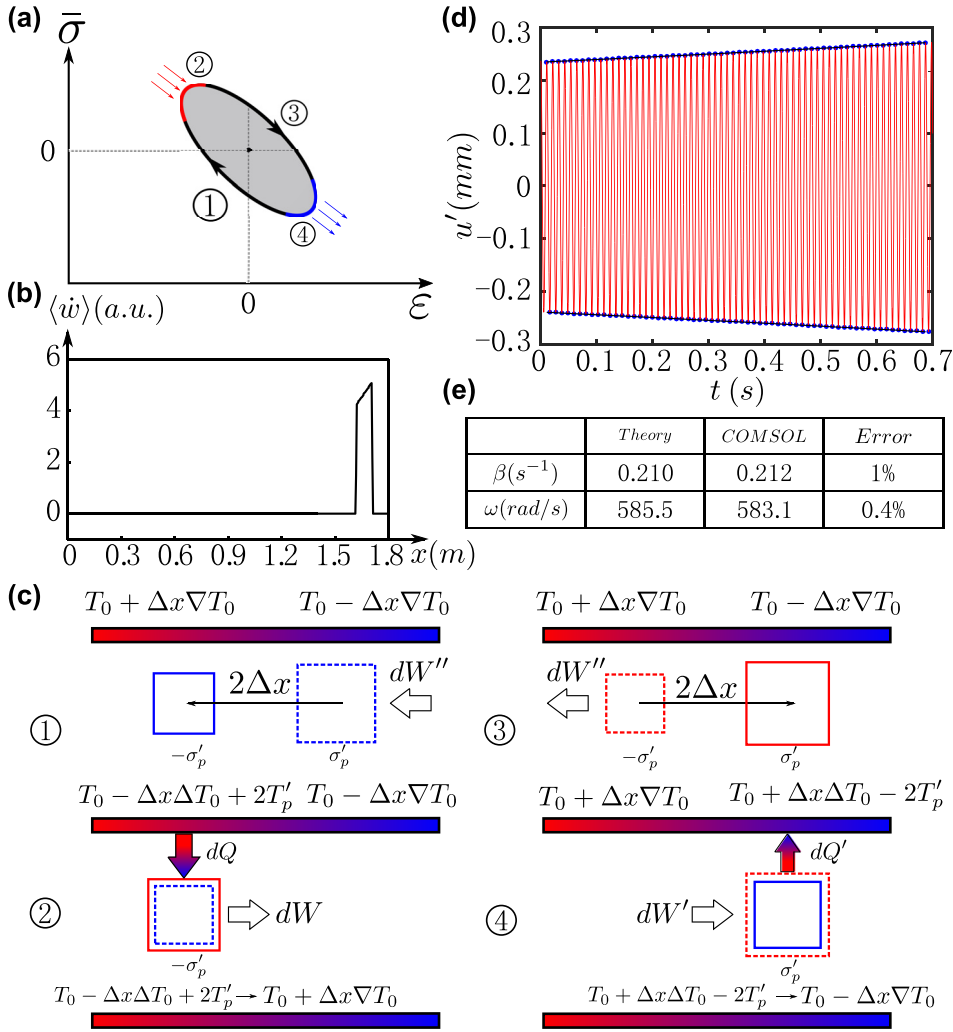 (a)
σ̄
②
③
0
①
④
0
ε
(b)
⟨ẇ⟩(a.u.)
6
4
2
0
0 0.3 0.6 0.9 1.2 1.5 1.8
x(m)
(d)
0.3
0.2
0.1
0
−0.1
−0.2
−0.3
u′(mm)
0 0.1 0.2 0.3 0.4 0.5 0.6 0.7
t (s)
(e)
Theory COMSOL Error
β(s⁻¹) 0.210 0.212 1%
ω(rad/s) 585.5 583.1 0.4%
(c)
T₀ + Δx∇T₀ T₀ − Δx∇T₀
2Δx
dW′′
①
−σ′ₚ σ′ₚ
T₀ − ΔxΔT₀ + 2T′ₚ T₀ − Δx∇T₀
dQ
②
dW
−σ′ₚ
T₀ − ΔxΔT₀ + 2T′ₚ → T₀ + Δx∇T₀
T₀ + Δx∇T₀ T₀ − Δx∇T₀
dW′′
2Δx
③
−σ′ₚ σ′ₚ
T₀ + Δx∇T₀ T₀ + ΔxΔT₀ − 2T′ₚ
dQ′
④
dW′
σ′ₚ
T₀ + ΔxΔT₀ − 2T′ₚ → T₀ − Δx∇T₀